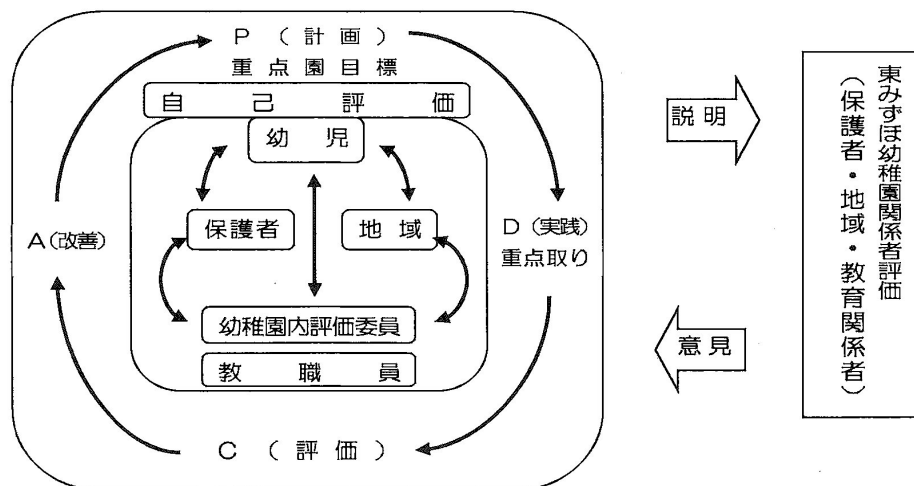 P（計画）
重点園目標
自己評価
幼児
保護者
地域
A（改善）
D（実践）
重点取り
幼稚園内評価委員
教職員
C（評価）
説明
意見
東みずほ幼稚園関係者評価
（保護者・地域・教育関係者）